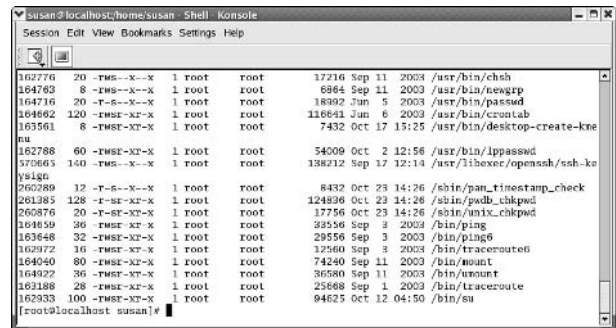 susan@localhost:/home/susan - Shell - Konsole
Session Edit View Bookmarks Settings Help
162776 20 -rws--x--x 1 root root 17216 Sep 11 2003 /usr/bin/chsh
164763 8 -rws--x--x 1 root root 6864 Sep 11 2003 /usr/bin/newgrp
164716 20 -r-s--x--x 1 root root 18992 Jun 5 2003 /usr/bin/passwd
164662 120 -rwsr-xr-x 1 root root 116641 Jun 6 2003 /usr/bin/crontab
163561 8 -rwsr-xr-x 1 root root 7432 Oct 17 15:25 /usr/bin/desktop-create-kme
nu
162788 60 -rwsr-xr-x 1 root root 54009 Oct 2 12:56 /usr/bin/lppasswd
570665 140 -rws--x--x 1 root root 138212 Sep 17 12:14 /usr/libexec/openssh/ssh-ke
ysign
260289 12 -r-s--x--x 1 root root 8432 Oct 23 14:26 /sbin/pam_timestamp_check
261385 128 -r-sr-xr-x 1 root root 124836 Oct 23 14:26 /sbin/pwdb_chkpwd
260876 20 -r-sr-xr-x 1 root root 17756 Oct 23 14:26 /sbin/unix_chkpwd
164659 36 -rwsr-xr-x 1 root root 33556 Sep 3 2003 /bin/ping
163648 32 -rwsr-xr-x 1 root root 29556 Sep 3 2003 /bin/ping6
162972 16 -rwsr-xr-x 1 root root 12560 Sep 3 2003 /bin/traceroute6
164040 80 -rwsr-xr-x 1 root root 74240 Sep 11 2003 /bin/mount
164922 36 -rwsr-xr-x 1 root root 36580 Sep 11 2003 /bin/umount
163188 28 -rwsr-xr-x 1 root root 25668 Sep 1 2003 /bin/traceroute
162933 100 -rwsr-xr-x 1 root root 94625 Oct 12 04:50 /bin/su
[root@localhost susan]#